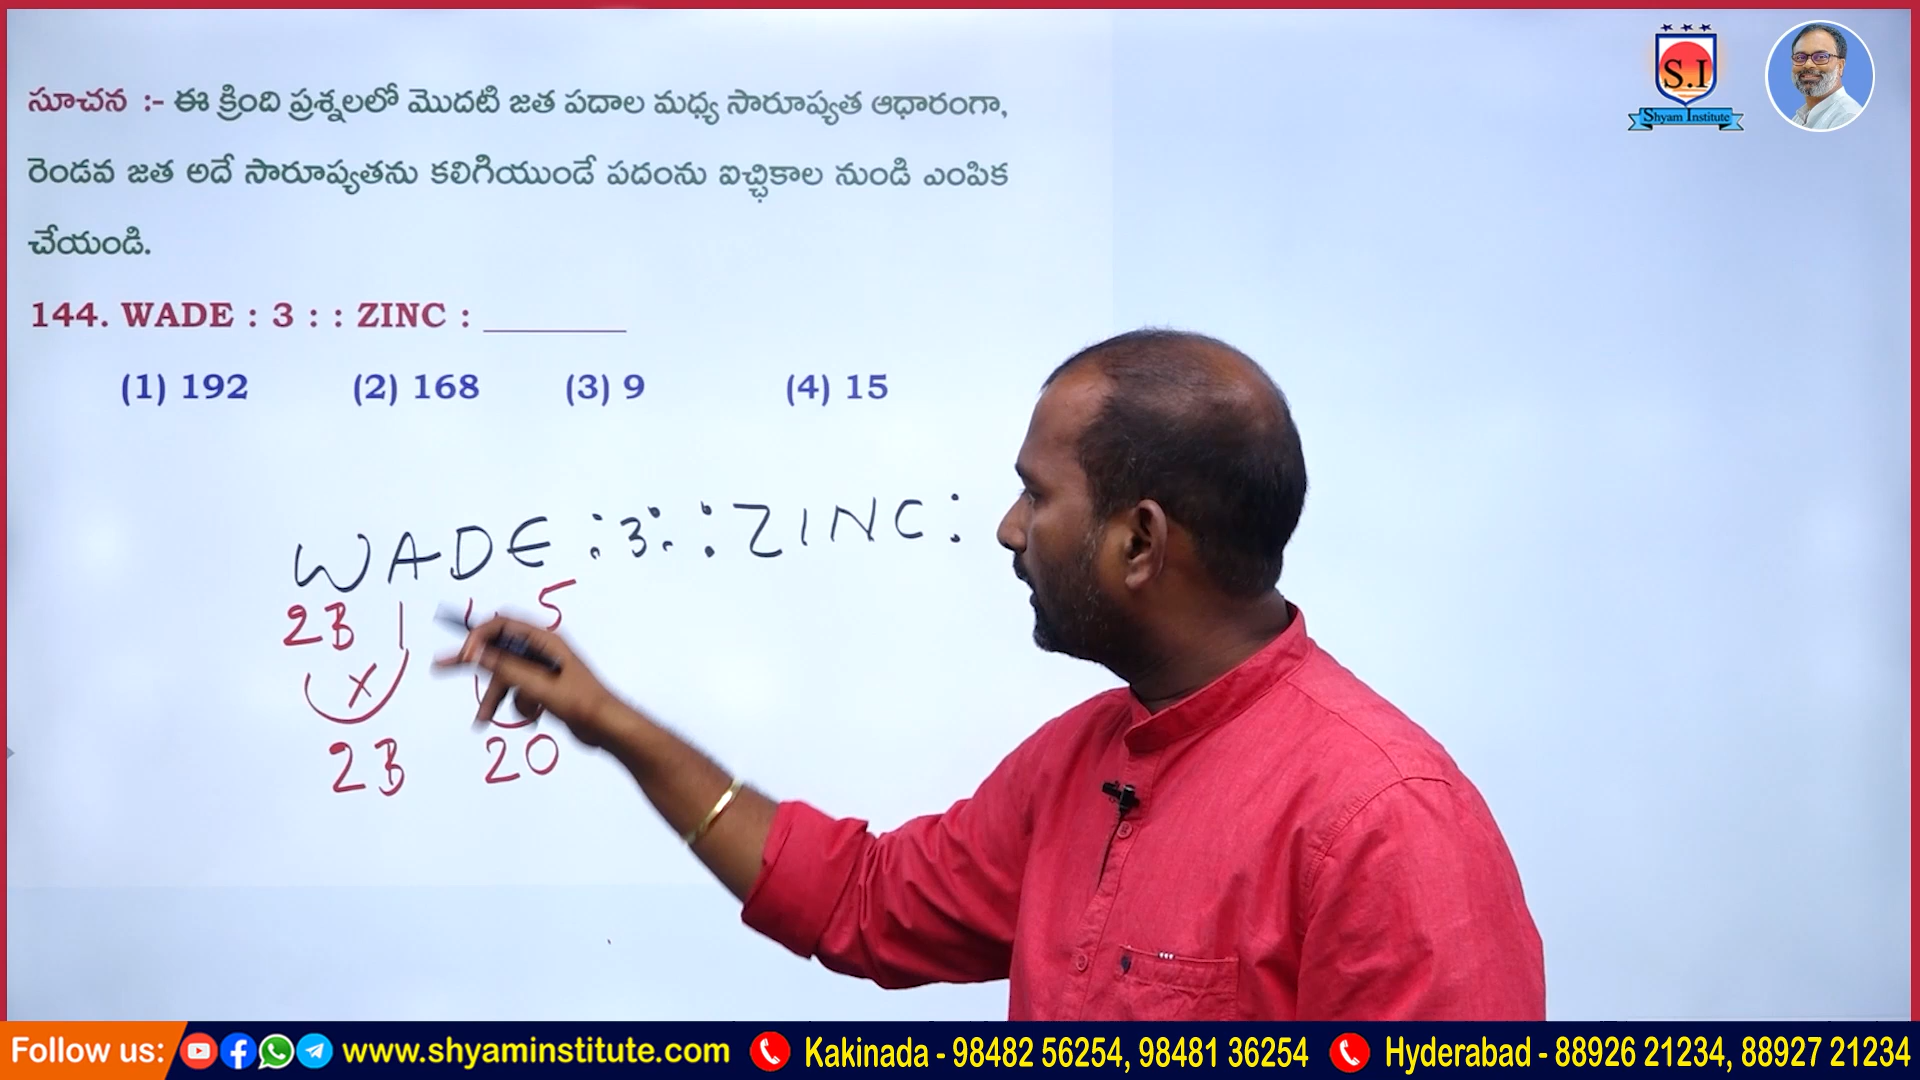 S.I
Shyam Institute
సూచన :- ఈ క్రింది ప్రశ్నలలో మొదటి జత పదాల మధ్య సారూప్యత ఆధారంగా,
రెండవ జత అదే సారూప్యతను కలిగియుండే పదంను ఐచ్ఛికాల నుండి ఎంపిక
చేయండి.
144. WADE : 3 : : ZINC : ________
(1) 192 (2) 168 (3) 9 (4) 15
WADE : 3 : : ZINC :
23 1 4 5
×
23 20
Follow us: www.shyaminstitute.com Kakinada - 98482 56254, 98481 36254 Hyderabad - 88926 21234, 88927 21234